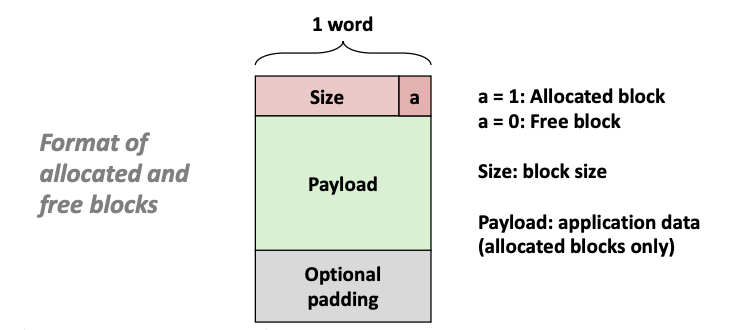 1 word
Size
a
a = 1: Allocated block
a = 0: Free block
Format of
allocated and
free blocks
Size: block size
Payload
Payload: application data
(allocated blocks only)
Optional
padding